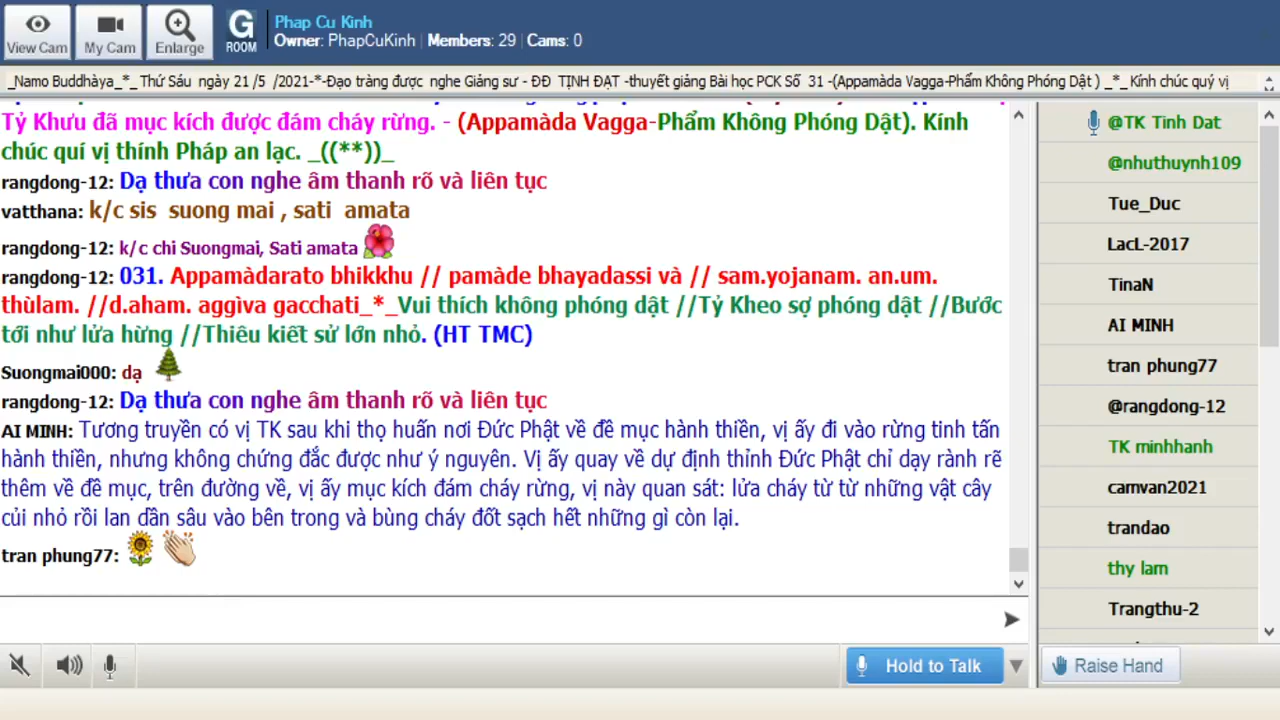 View Cam
My Cam
Enlarge
G
ROOM
Phap Cu Kinh
Owner: PhapCuKinh | Members: 29 | Cams: 0
_Namo Buddhàya_*_ Thứ Sáu ngày 21 /5 /2021-*-Đạo tràng được nghe Giảng sư - ĐĐ TỊNH ĐẠT -thuyết giảng Bài học PCK Số 31 -(Appamàda Vagga-Phẩm Không Phóng Dật ) _*_ Kính chúc quý vị
Tỷ Khưu đã mục kích được đám cháy rừng. - (Appamàda Vagga-Phẩm Không Phóng Dật). Kính
chúc quí vị thính Pháp an lạc. _((**))_
rangdong-12: Dạ thưa con nghe âm thanh rõ và liên tục
vatthana: k/c sis suong mai , sati amata
rangdong-12: k/c chi Suongmai, Sati amata
rangdong-12: 031. Appamàdarato bhikkhu // pamàde bhayadassi và // sam.yojanam. an.um.
thùlam. //d.aham. aggìva gacchati_*_Vui thích không phóng dật //Tỷ Kheo sợ phóng dật //Bước
tới như lửa hừng //Thiêu kiết sử lớn nhỏ. (HT TMC)
Suongmai000: dạ
rangdong-12: Dạ thưa con nghe âm thanh rõ và liên tục
AI MINH: Tương truyền có vị TK sau khi thọ huấn nơi Đức Phật về đề mục hành thiền, vị ấy đi vào rừng tinh tấn
hành thiền, nhưng không chứng đắc được như ý nguyên. Vị ấy quay về dự định thỉnh Đức Phật chỉ dạy rành rẽ
thêm về đề mục, trên đường về, vị ấy mục kích đám cháy rừng, vị này quan sát: lửa cháy từ từ những vật cây
củi nhỏ rồi lan dần sâu vào bên trong và bùng cháy đốt sạch hết những gì còn lại.
tran phung77:
@TK Tinh Dat
@nhuthuynh109
Tue_Duc
LacL-2017
TinaN
AI MINH
tran phung77
@rangdong-12
TK minhhanh
camvan2021
trandao
thy lam
Trangthu-2
Hold to Talk
Raise Hand